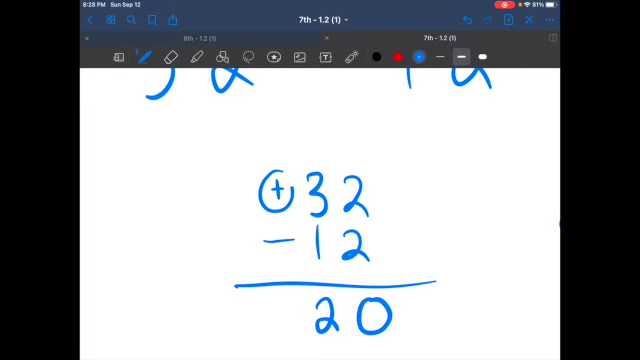 8:28 PM Sun Sep 12
81%
7th - 1.2 (1)
8th - 1.2 (1)
7th - 1.2 (1)
+ 32
- 12
20